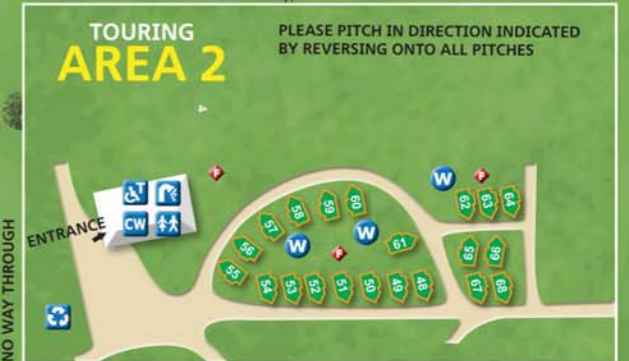 TOURING
AREA 2
PLEASE PITCH IN DIRECTION INDICATED
BY REVERSING ONTO ALL PITCHES
NO WAY THROUGH
ENTRANCE
T
CW
F
W
F
62
63
64
58
59
60
57
W
W
F
61
56
55
65
66
54
53
52
51
50
49
48
67
68